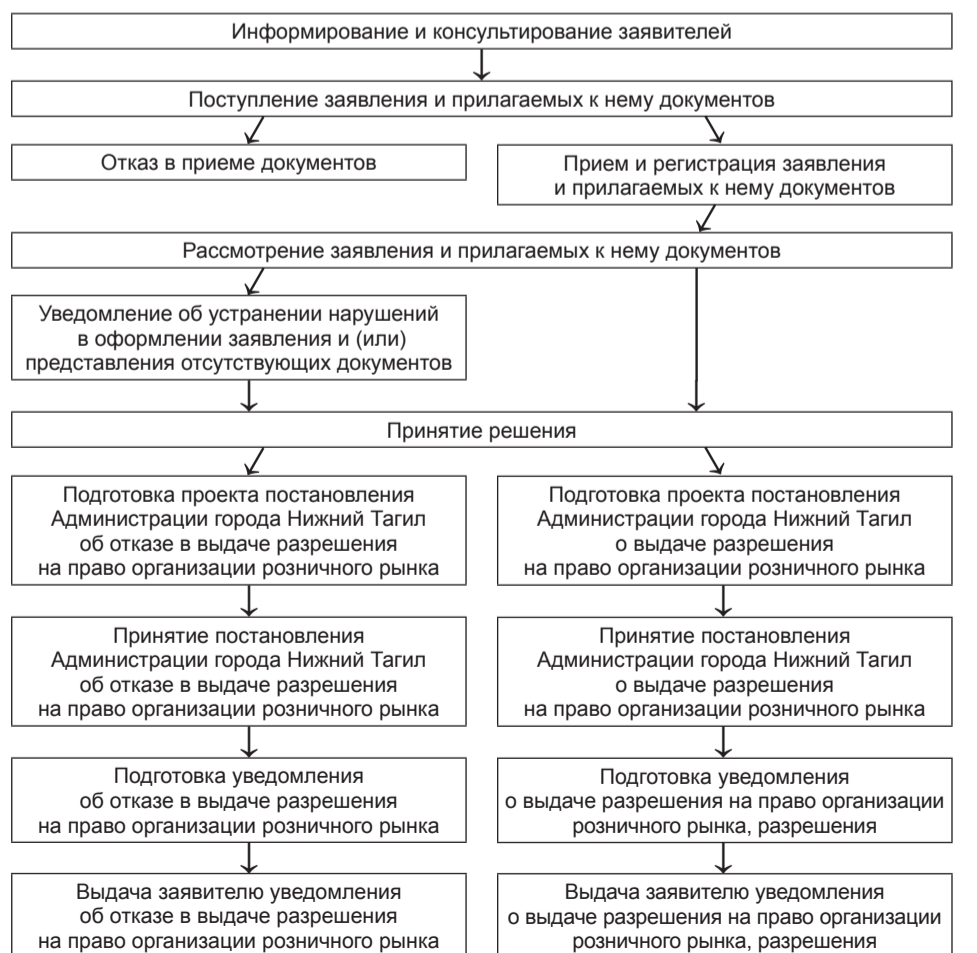 Информирование и консультирование заявителей
Поступление заявления и прилагаемых к нему документов
Отказ в приеме документов
Прием и регистрация заявления
и прилагаемых к нему документов
Рассмотрение заявления и прилагаемых к нему документов
Уведомление об устранении нарушений
в оформлении заявления и (или)
представления отсутствующих документов
Принятие решения
Подготовка проекта постановления
Администрации города Нижний Тагил
об отказе в выдаче разрешения
на право организации розничного рынка
Подготовка проекта постановления
Администрации города Нижний Тагил
о выдаче разрешения
на право организации розничного рынка
Принятие постановления
Администрации города Нижний Тагил
об отказе в выдаче разрешения
на право организации розничного рынка
Принятие постановления
Администрации города Нижний Тагил
о выдаче разрешения
на право организации розничного рынка
Подготовка уведомления
об отказе в выдаче разрешения
на право организации розничного рынка
Подготовка уведомления
о выдаче разрешения на право организации
розничного рынка, разрешения
Выдача заявителю уведомления
об отказе в выдаче разрешения
на право организации розничного рынка
Выдача заявителю уведомления
о выдаче разрешения на право организации
розничного рынка, разрешения